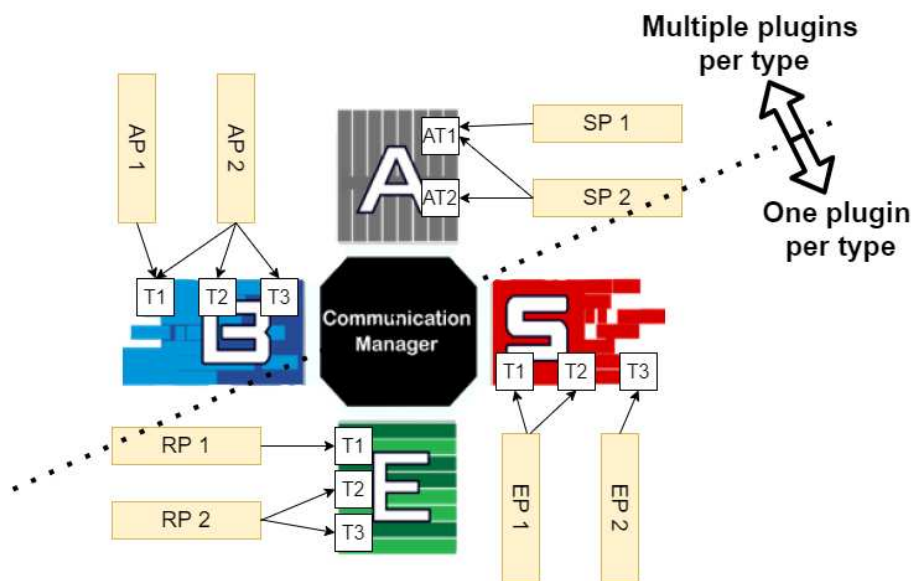 Multiple plugins
per type
AP 1
AP 2
A
AT1
AT2
SP 1
SP 2
One plugin
per type
T1
T2
T3
B
Communication
Manager
S
T1
T2
T3
RP 1
RP 2
T1
T2
T3
E
EP 1
EP 2